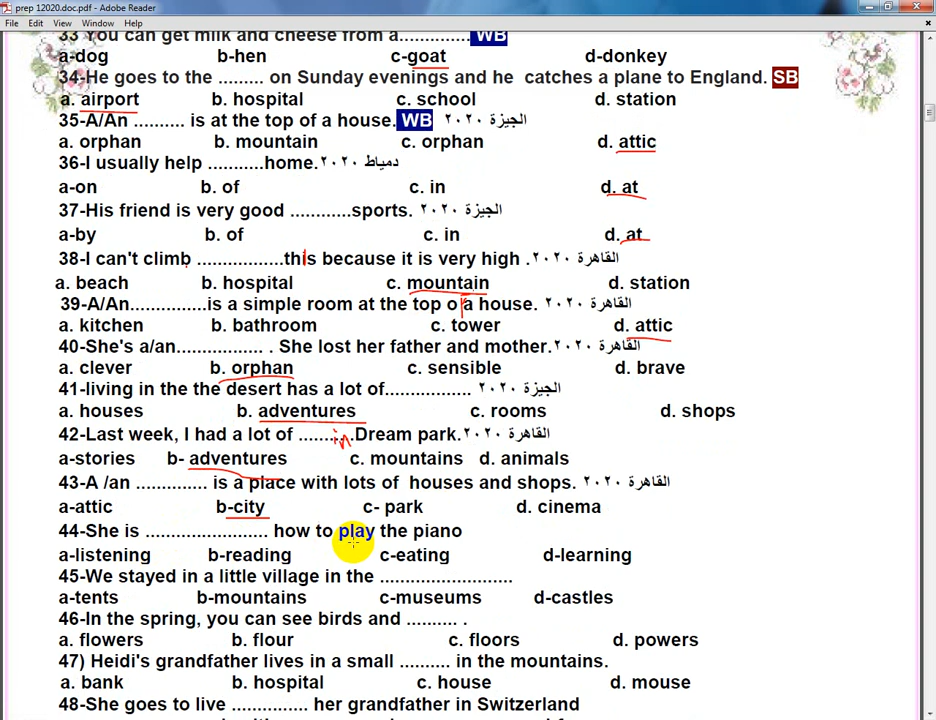 prep 12020.doc.pdf - Adobe Reader
File Edit View Window Help
33 You can get milk and cheese from a.............. WB
a-dog b-hen c-goat d-donkey
34-He goes to the ......... on Sunday evenings and he catches a plane to England. SB
a. airport b. hospital c. school d. station
35-A/An .......... is at the top of a house. WB الجيزة ٢٠٢٠
a. orphan b. mountain c. orphan d. attic
36-I usually help ...........home. دمياط ٢٠٢٠
a-on b. of c. in d. at
37-His friend is very good ............sports. الجيزة ٢٠٢٠
a-by b. of c. in d. at
38-I can't climb .................this because it is very high . القاهرة ٢٠٢٠
a. beach b. hospital c. mountain d. station
39-A/An...............is a simple room at the top o a house. القاهرة ٢٠٢٠
a. kitchen b. bathroom c. tower d. attic
40-She's a/an................. . She lost her father and mother. القاهرة ٢٠٢٠
a. clever b. orphan c. sensible d. brave
41-living in the the desert has a lot of................. الجيزة ٢٠٢٠
a. houses b. adventures c. rooms d. shops
42-Last week, I had a lot of ...........Dream park. القاهرة ٢٠٢٠
in
a-stories b- adventures c. mountains d. animals
43-A /an .............. is a place with lots of houses and shops. القاهرة ٢٠٢٠
a-attic b-city c- park d. cinema
44-She is ........................ how to play the piano
a-listening b-reading c-eating d-learning
45-We stayed in a little village in the ..........................
a-tents b-mountains c-museums d-castles
46-In the spring, you can see birds and .......... .
a. flowers b. flour c. floors d. powers
47) Heidi's grandfather lives in a small .......... in the mountains.
a. bank b. hospital c. house d. mouse
48-She goes to live ............... her grandfather in Switzerland